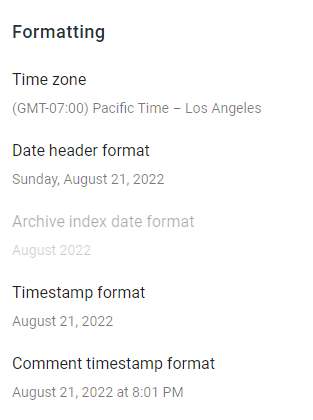 Formatting
Time zone
(GMT-07:00) Pacific Time – Los Angeles
Date header format
Sunday, August 21, 2022
Archive index date format
August 2022
Timestamp format
August 21, 2022
Comment timestamp format
August 21, 2022 at 8:01 PM